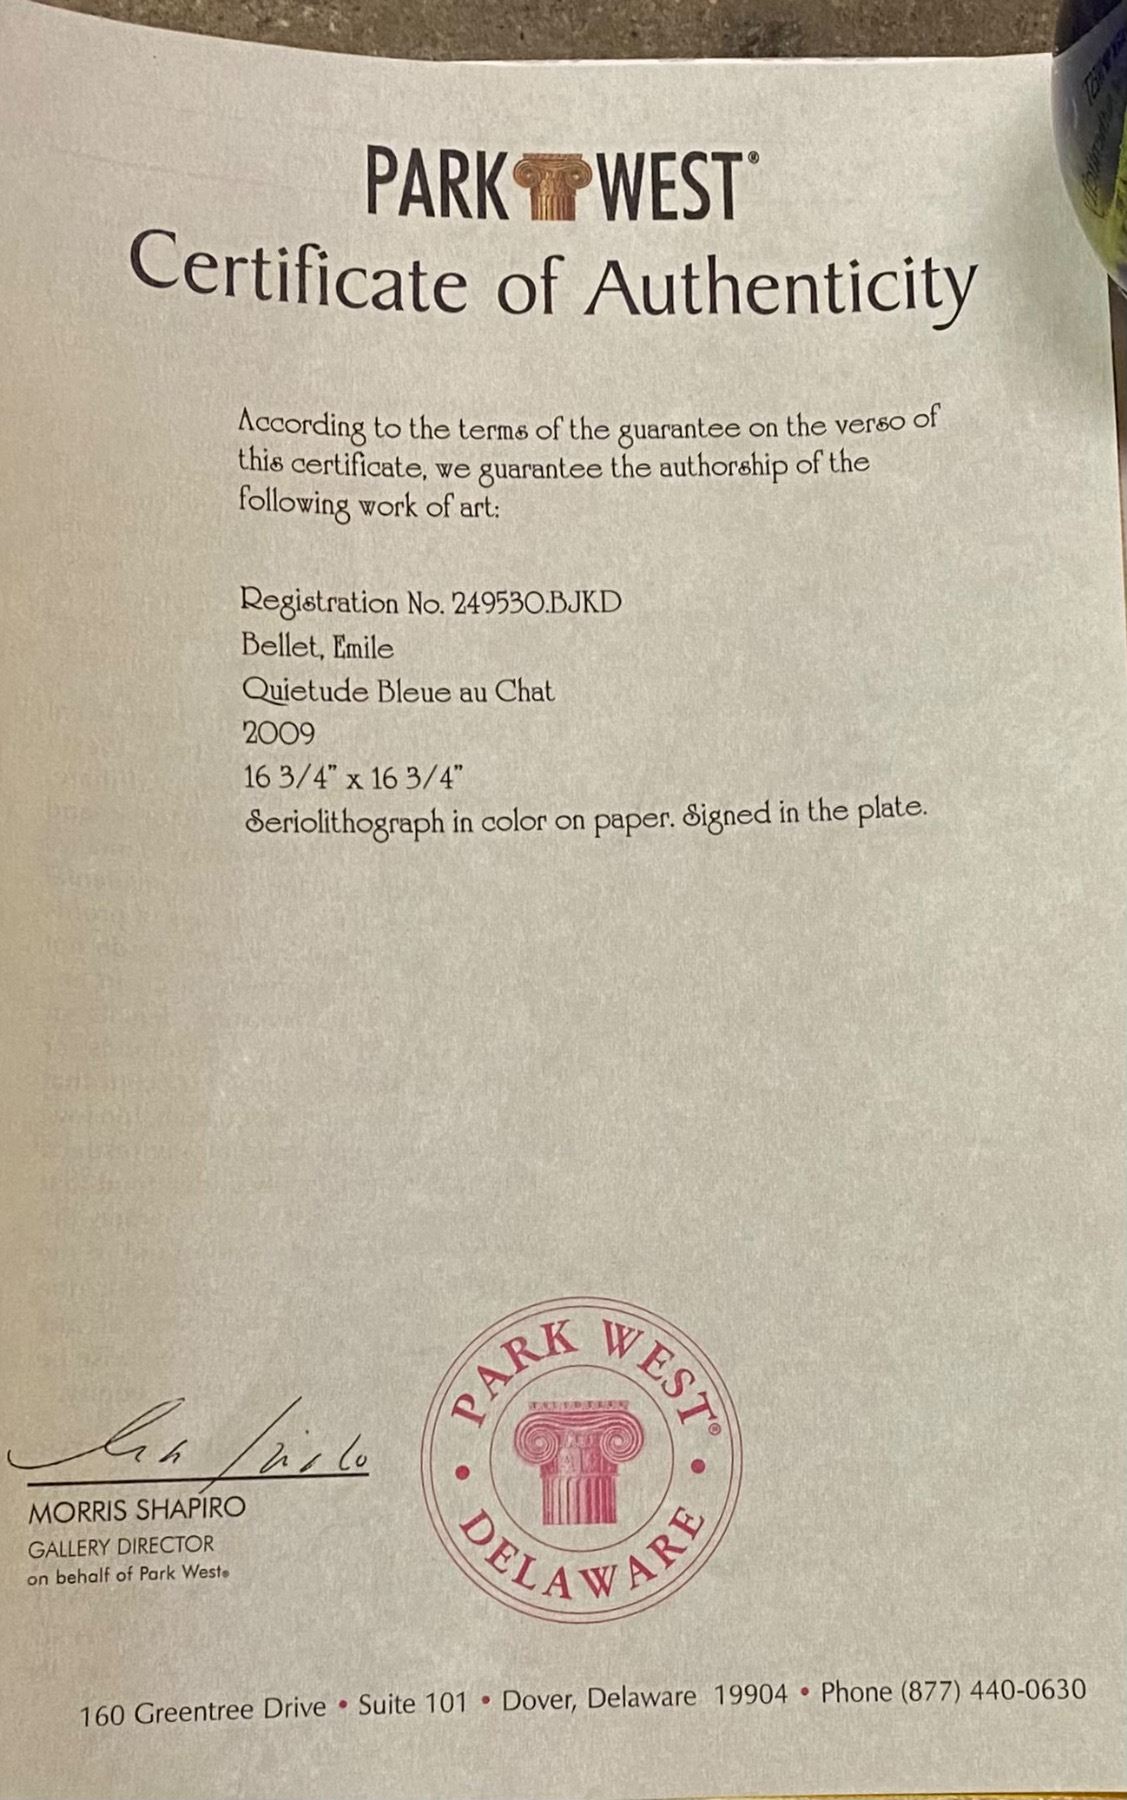 PARK WEST®
Certificate of Authenticity
According to the terms of the guarantee on the verso of
this certificate, we guarantee the authorship of the
following work of art:
Registration No. 249530.BJKD
Bellet, Emile
Quietude Bleue au Chat
2009
16 3/4" x 16 3/4"
Seriolithograph in color on paper. Signed in the plate.
PARK WEST®
• DELAWARE •
MORRIS SHAPIRO
GALLERY DIRECTOR
on behalf of Park West®
160 Greentree Drive • Suite 101 • Dover, Delaware 19904 • Phone (877) 440-0630